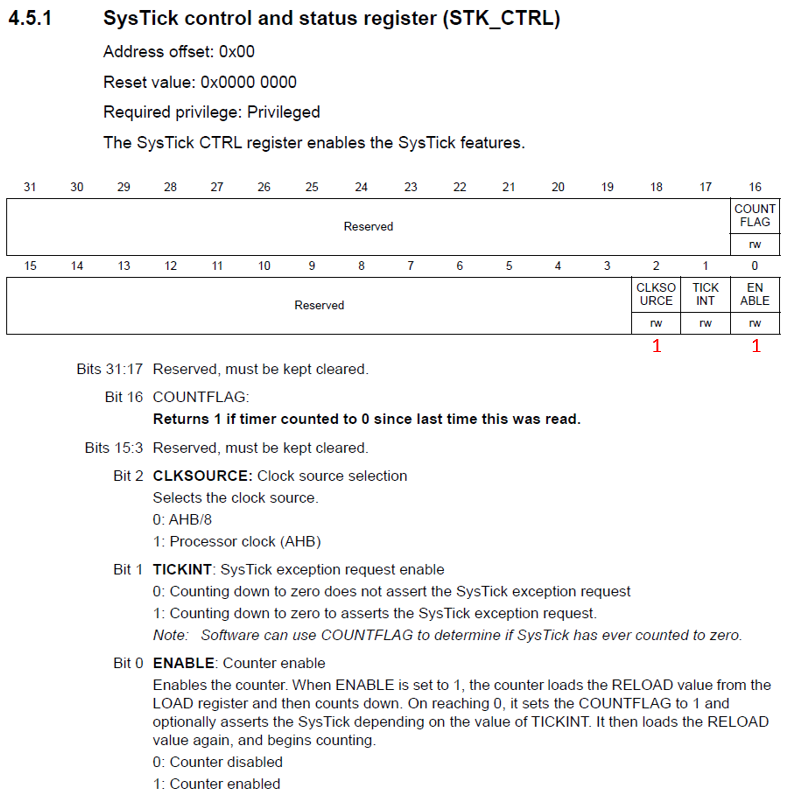 4.5.1 SysTick control and status register (STK_CTRL)
Address offset: 0x00
Reset value: 0x0000 0000
Required privilege: Privileged
The SysTick CTRL register enables the SysTick features.
31 30 29 28 27 26 25 24 23 22 21 20 19 18 17 16
Reserved
COUNT
FLAG
rw
15 14 13 12 11 10 9 8 7 6 5 4 3 2 1 0
Reserved
CLKSO
URCE
TICK
INT
EN
ABLE
rw rw rw
1 1
Bits 31:17 Reserved, must be kept cleared.
Bit 16 COUNTFLAG:
Returns 1 if timer counted to 0 since last time this was read.
Bits 15:3 Reserved, must be kept cleared.
Bit 2 CLKSOURCE: Clock source selection
Selects the clock source.
0: AHB/8
1: Processor clock (AHB)
Bit 1 TICKINT: SysTick exception request enable
0: Counting down to zero does not assert the SysTick exception request
1: Counting down to zero to asserts the SysTick exception request.
Note: Software can use COUNTFLAG to determine if SysTick has ever counted to zero.
Bit 0 ENABLE: Counter enable
Enables the counter. When ENABLE is set to 1, the counter loads the RELOAD value from the
LOAD register and then counts down. On reaching 0, it sets the COUNTFLAG to 1 and
optionally asserts the SysTick depending on the value of TICKINT. It then loads the RELOAD
value again, and begins counting.
0: Counter disabled
1: Counter enabled